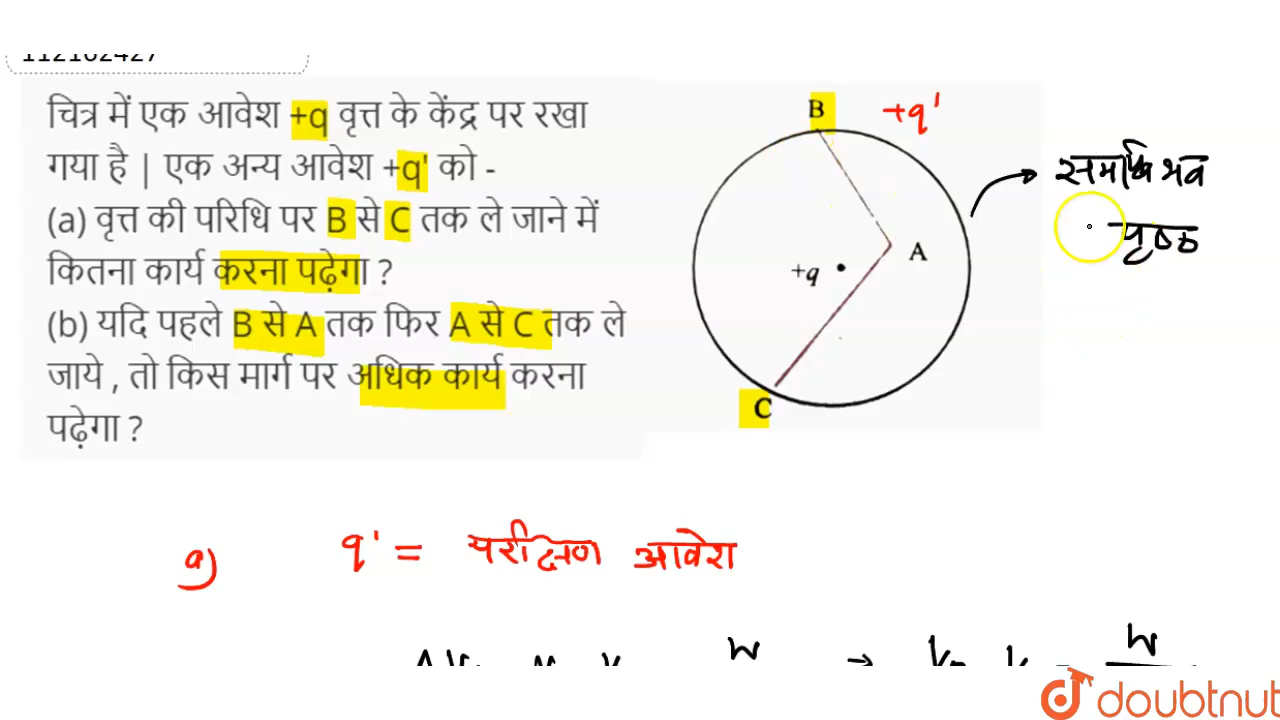 112102427
चित्र में एक आवेश +q वृत्त के केंद्र पर रखा
गया है | एक अन्य आवेश +q' को -
(a) वृत्त की परिधि पर B से C तक ले जाने में
कितना कार्य करना पढ़ेगा ?
(b) यदि पहले B से A तक फिर A से C तक ले
जाये , तो किस मार्ग पर अधिक कार्य करना
पढ़ेगा ?
B
+q'
A
+q
C
समविभव
पृष्ठ
a)
q' = परीक्षण आवेश
W
W
doubtnut